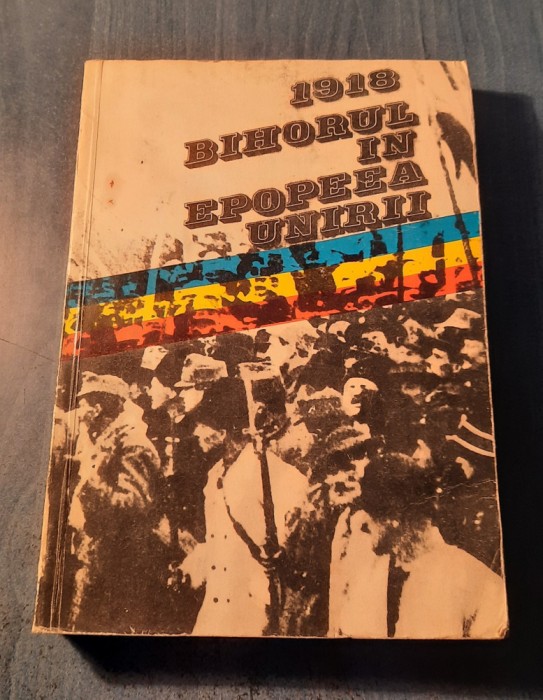 1918
BIHORUL
IN
EPOPEEA
UNIRII